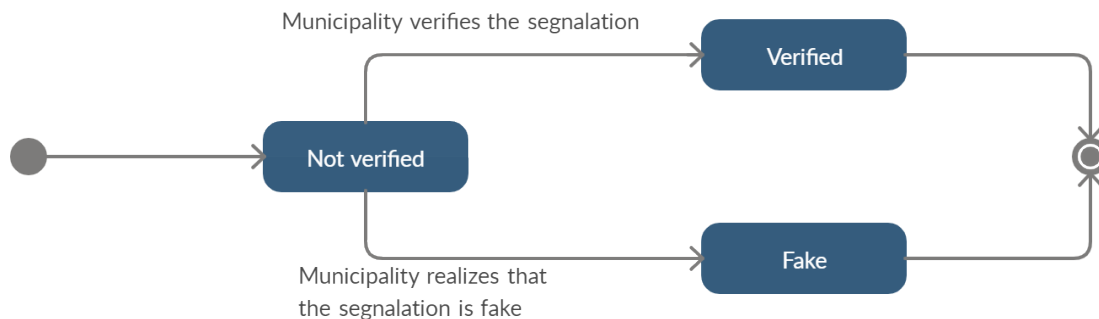 Municipality verifies the segnalation
Verified
Not verified
Fake
Municipality realizes that
the segnalation is fake